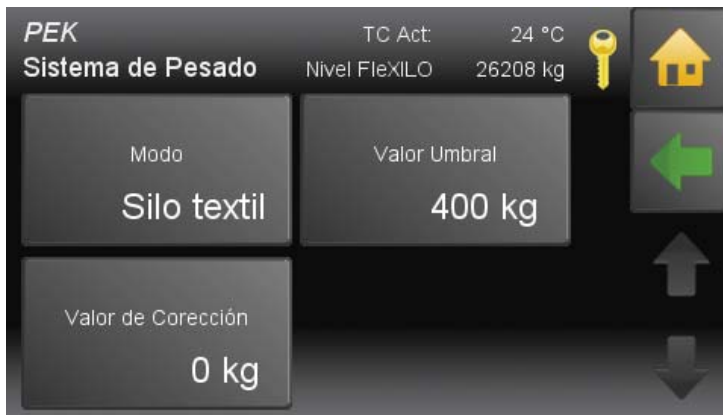 PEK TC Act: 24 °C
Sistema de Pesado Nivel FleXILO 26208 kg
Modo Valor Umbral
Silo textil 400 kg
Valor de Corección
0 kg